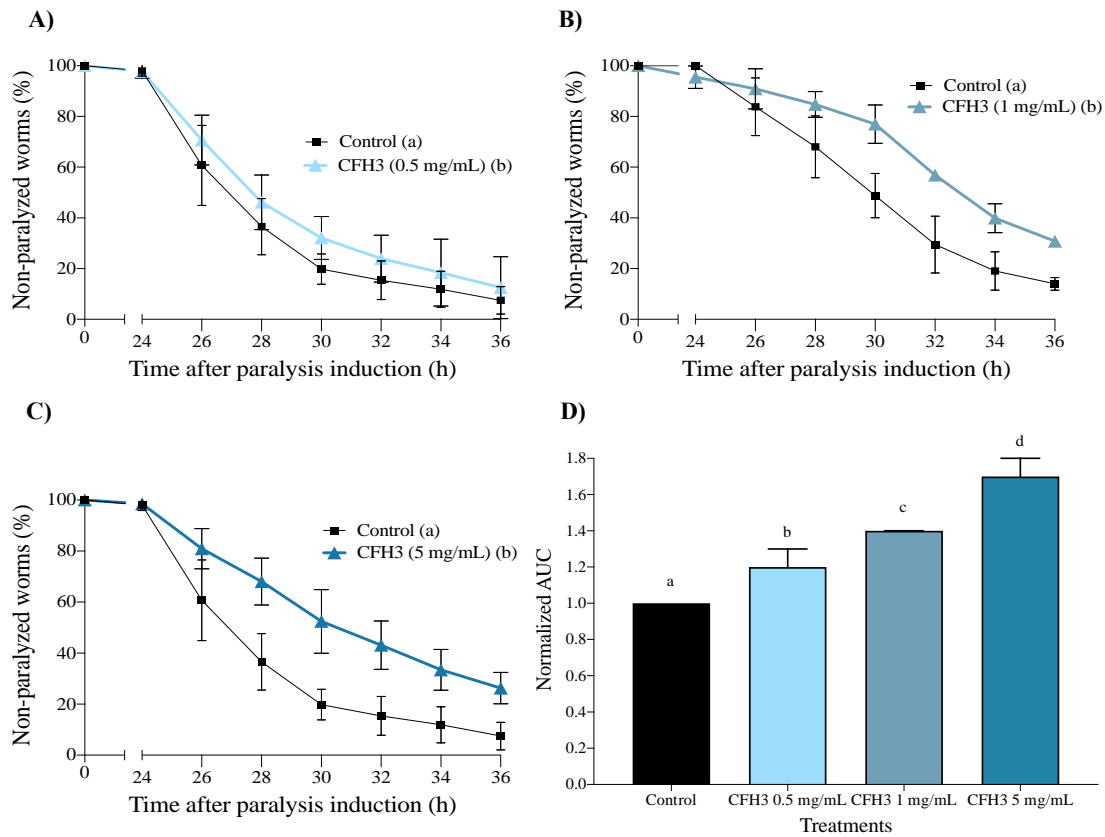 A)
Non-paralyzed worms (%)
100
80
60
40
20
0
Control (a)
CFH3 (0.5 mg/mL) (b)
0 24 26 28 30 32 34 36
Time after paralysis induction (h)
B)
Non-paralyzed worms (%)
100
80
60
40
20
0
Control (a)
CFH3 (1 mg/mL) (b)
0 24 26 28 30 32 34 36
Time after paralysis induction (h)
C)
Non-paralyzed worms (%)
100
80
60
40
20
0
Control (a)
CFH3 (5 mg/mL) (b)
0 24 26 28 30 32 34 36
Time after paralysis induction (h)
D)
Normalized AUC
1.8
1.6
1.4
1.2
1.0
0.8
0.6
0.4
0.2
0.0
a
b
c
d
Control CFH3 0.5 mg/mL CFH3 1 mg/mL CFH3 5 mg/mL
Treatments